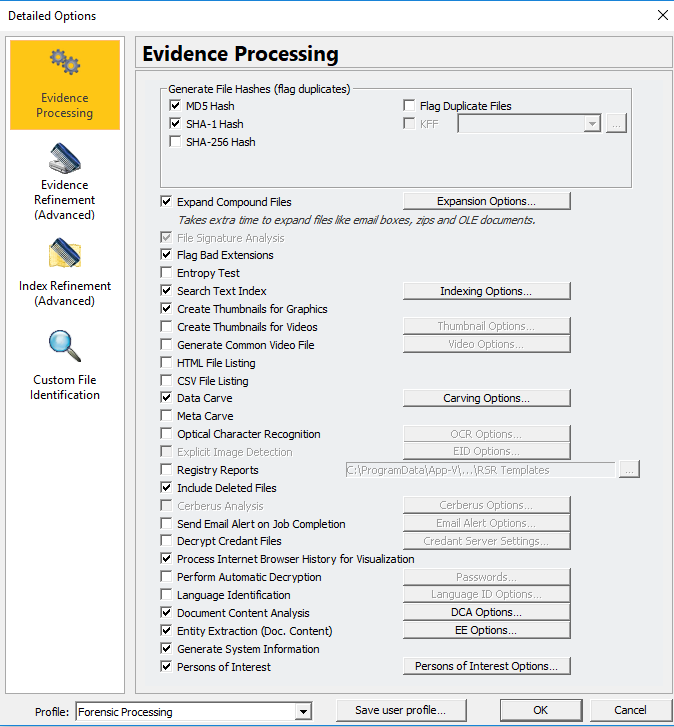 Detailed Options
Evidence
Processing
Evidence
Refinement
(Advanced)
Index Refinement
(Advanced)
Custom File
Identification
Evidence Processing
Generate File Hashes (flag duplicates)
MD5 Hash
Flag Duplicate Files
SHA-1 Hash
KFF
...
SHA-256 Hash
Expand Compound Files
Expansion Options...
Takes extra time to expand files like email boxes, zips and OLE documents.
File Signature Analysis
Flag Bad Extensions
Entropy Test
Search Text Index
Indexing Options...
Create Thumbnails for Graphics
Create Thumbnails for Videos
Thumbnail Options...
Generate Common Video File
Video Options...
HTML File Listing
CSV File Listing
Data Carve
Carving Options...
Meta Carve
Optical Character Recognition
OCR Options...
Explicit Image Detection
EID Options...
Registry Reports
C:\ProgramData\App-V\...\RSR Templates
...
Include Deleted Files
Cerberus Analysis
Cerberus Options...
Send Email Alert on Job Completion
Email Alert Options...
Decrypt Credant Files
Credant Server Settings...
Process Internet Browser History for Visualization
Perform Automatic Decryption
Passwords...
Language Identification
Language ID Options...
Document Content Analysis
DCA Options...
Entity Extraction (Doc. Content)
EE Options...
Generate System Information
Persons of Interest
Persons of Interest Options...
Profile:
Forensic Processing
Save user profile...
OK
Cancel